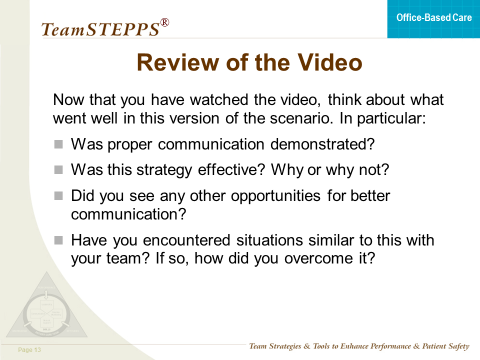 TeamSTEPPS®
Office-Based Care
Review of the Video
Now that you have watched the video, think about what
went well in this version of the scenario. In particular:
Was proper communication demonstrated?
Was this strategy effective? Why or why not?
Did you see any other opportunities for better
communication?
Have you encountered situations similar to this with
your team? If so, how did you overcome it?
Page 13
Team Strategies & Tools to Enhance Performance & Patient Safety